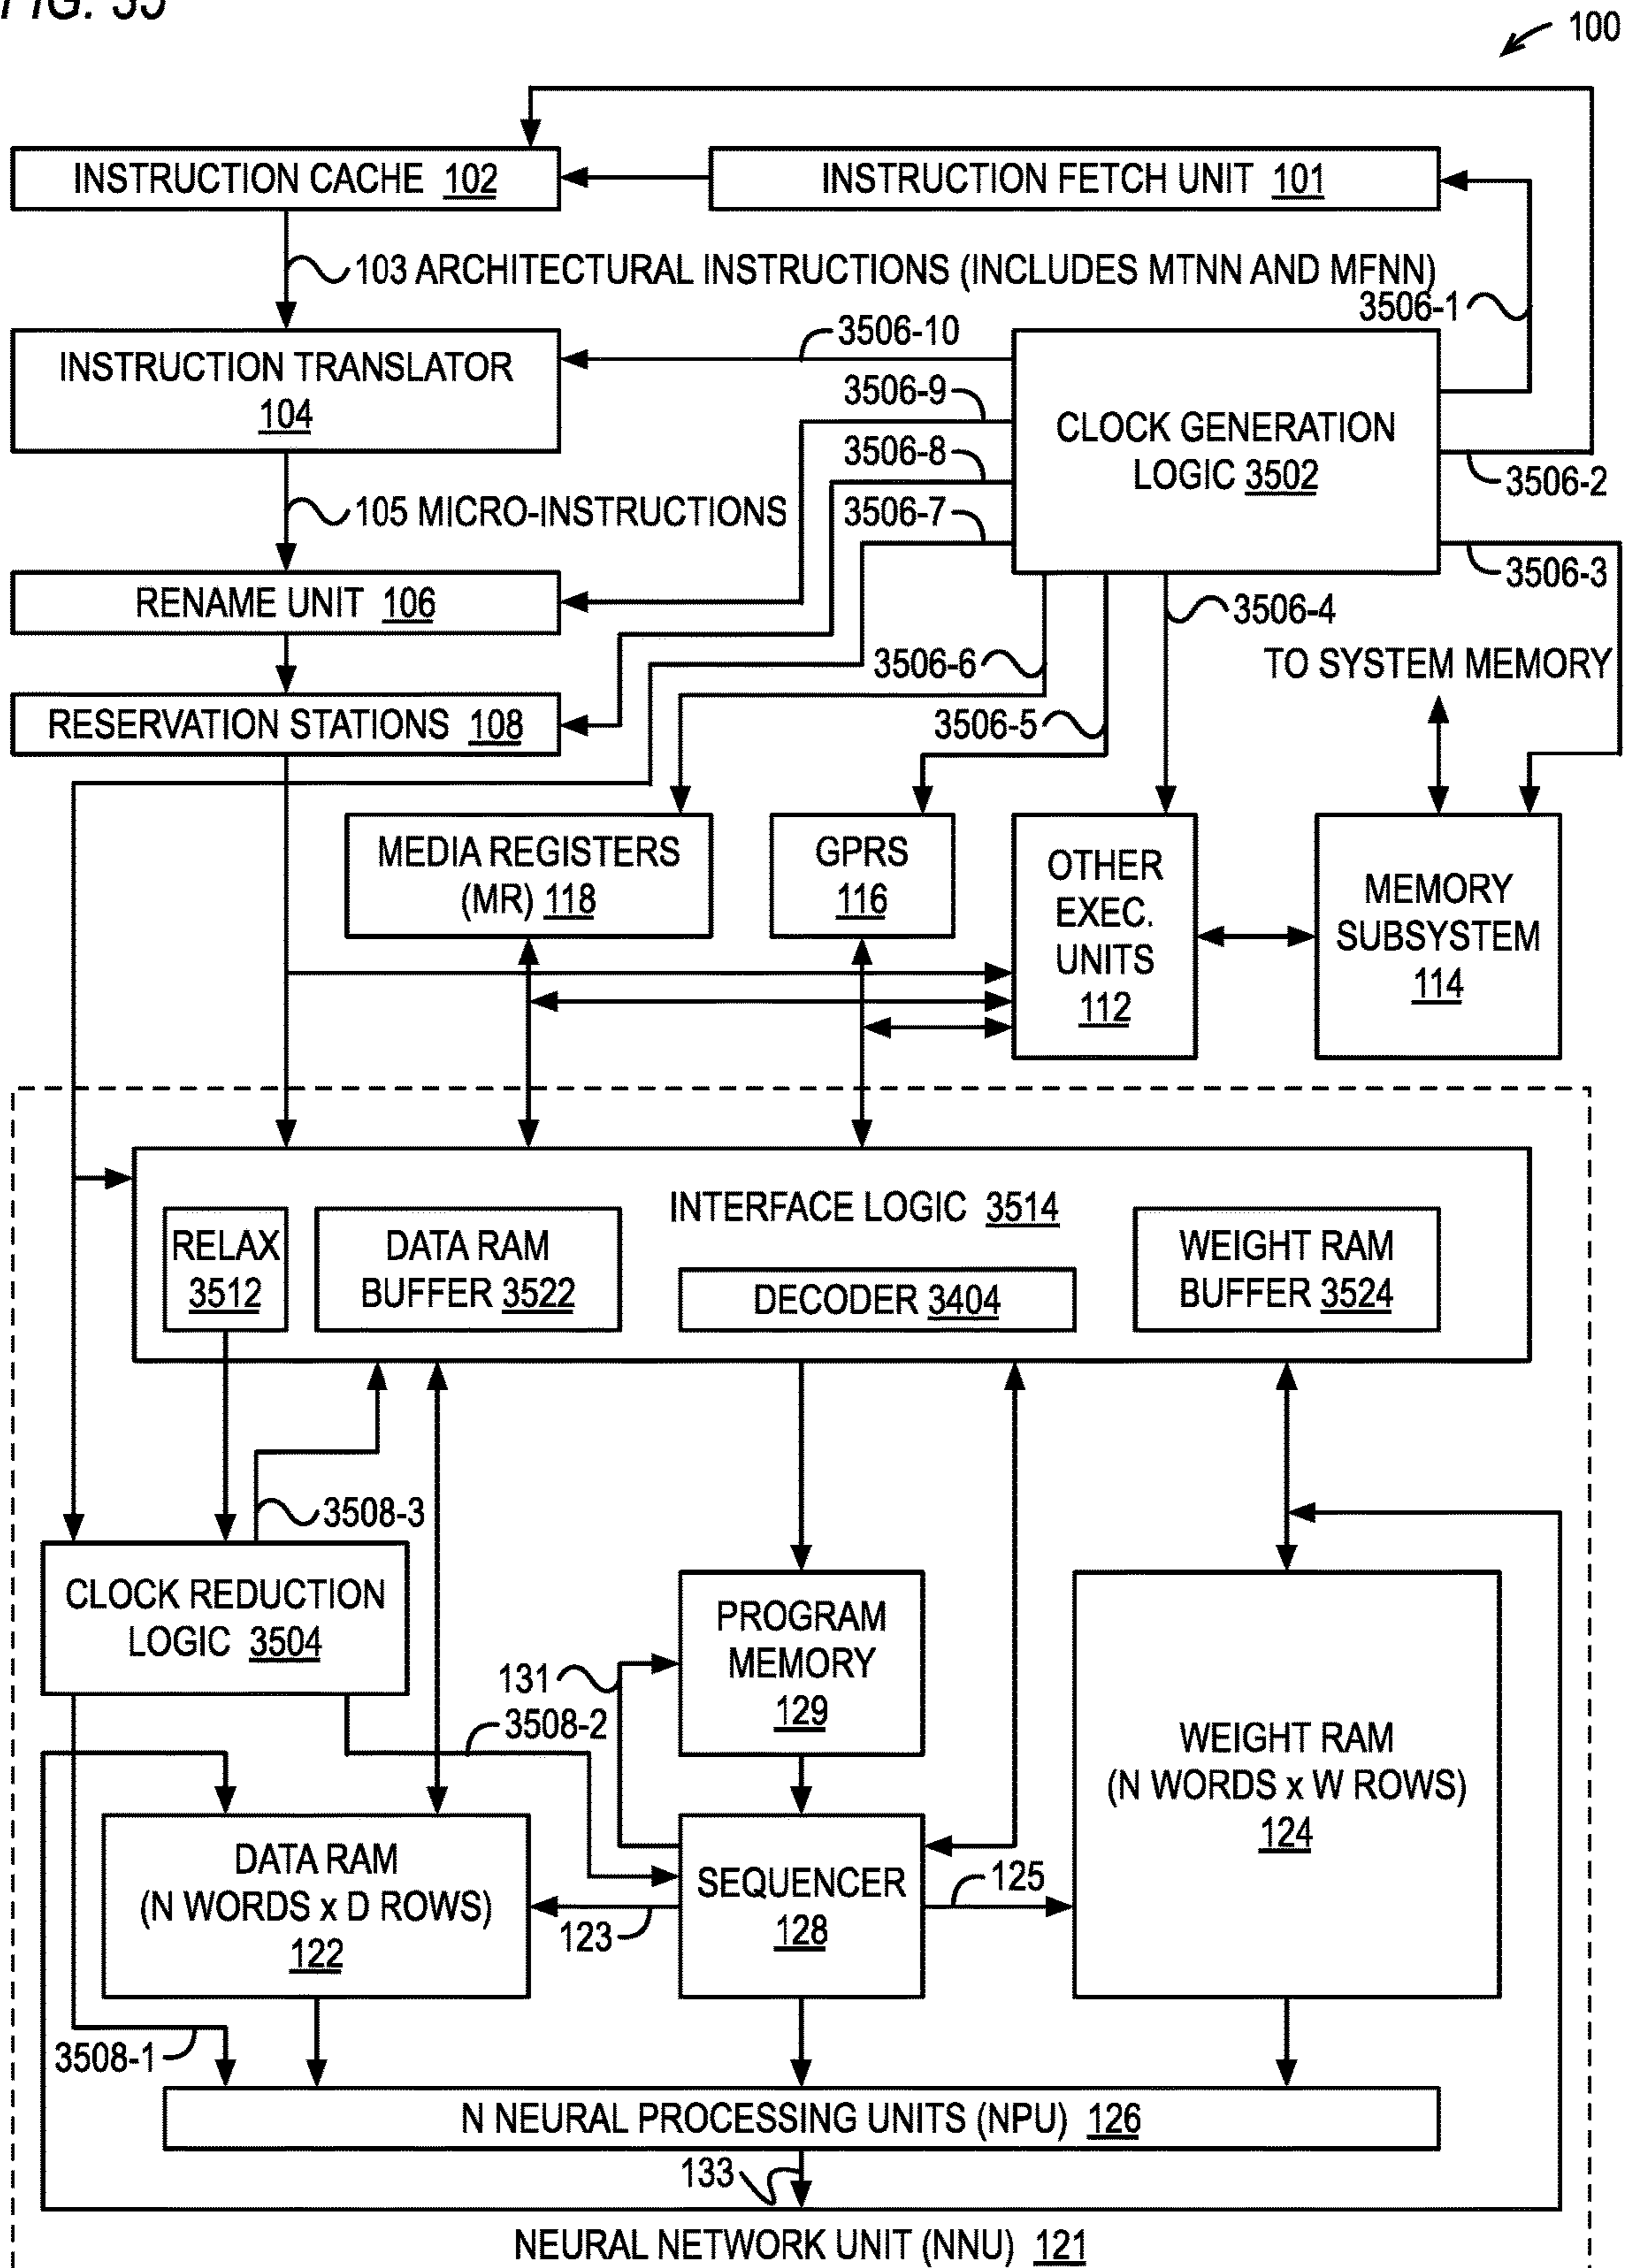 FIG. 35
100
INSTRUCTION CACHE 102
INSTRUCTION FETCH UNIT 101
103 ARCHITECTURAL INSTRUCTIONS (INCLUDES MTNN AND MFNN)
3506-1
3506-10
INSTRUCTION TRANSLATOR
104
3506-9
CLOCK GENERATION
LOGIC 3502
3506-8
3506-2
105 MICRO-INSTRUCTIONS
3506-7
3506-3
RENAME UNIT 106
3506-4
3506-6
TO SYSTEM MEMORY
RESERVATION STATIONS 108
3506-5
MEDIA REGISTERS
(MR) 118
GPRS
116
OTHER
EXEC.
UNITS
112
MEMORY
SUBSYSTEM
114
INTERFACE LOGIC 3514
RELAX
3512
DATA RAM
BUFFER 3522
DECODER 3404
WEIGHT RAM
BUFFER 3524
3508-3
CLOCK REDUCTION
LOGIC 3504
PROGRAM
MEMORY
129
131
3508-2
WEIGHT RAM
(N WORDS x W ROWS)
124
DATA RAM
(N WORDS x D ROWS)
122
SEQUENCER
128
125
123
3508-1
N NEURAL PROCESSING UNITS (NPU) 126
133
NEURAL NETWORK UNIT (NNU) 121